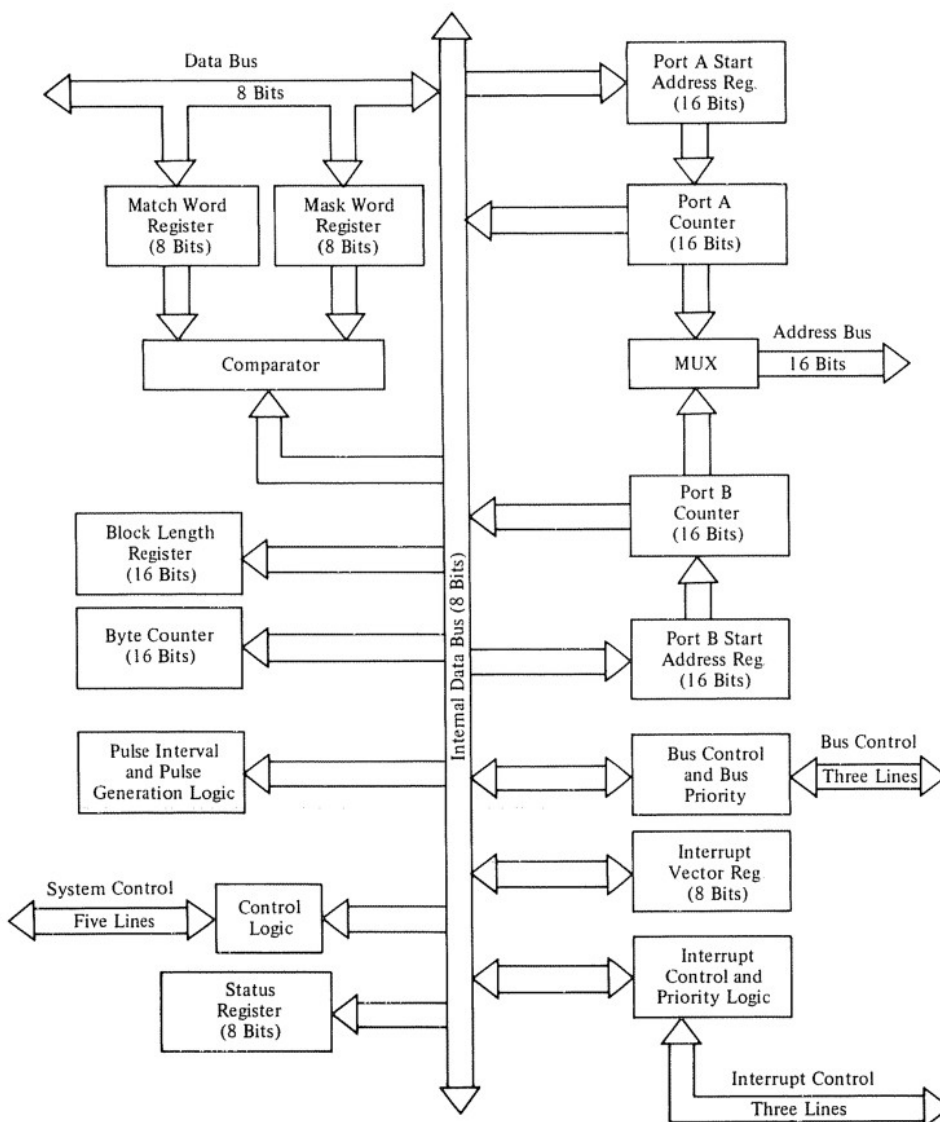 Data Bus
8 Bits
Port A Start
Address Reg.
(16 Bits)
Match Word
Register
(8 Bits)
Mask Word
Register
(8 Bits)
Port A
Counter
(16 Bits)
Comparator
MUX
Address Bus
16 Bits
Port B
Counter
(16 Bits)
Block Length
Register
(16 Bits)
Internal Data Bus (8 Bits)
Byte Counter
(16 Bits)
Port B Start
Address Reg.
(16 Bits)
Pulse Interval
and Pulse
Generation Logic
Bus Control
and Bus
Priority
Bus Control
Three Lines
Interrupt
Vector Reg.
(8 Bits)
System Control
Five Lines
Control
Logic
Interrupt
Control and
Priority Logic
Status
Register
(8 Bits)
Interrupt Control
Three Lines